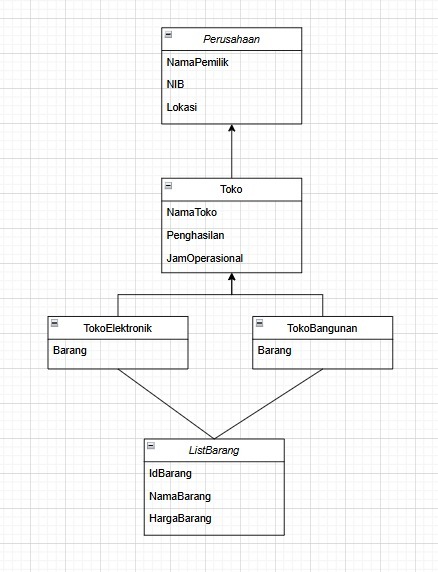 Perusahaan
NamaPemilik
NIB
Lokasi
Toko
NamaToko
Penghasilan
JamOperasional
TokoElektronik
Barang
TokoBangunan
Barang
ListBarang
IdBarang
NamaBarang
HargaBarang